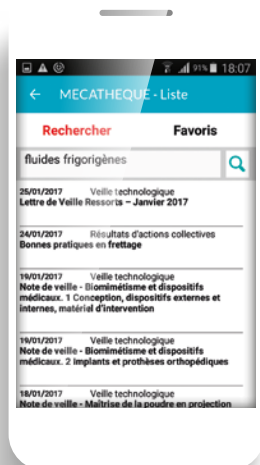 91% 18:07
← MECATHEQUE - Liste
Rechercher Favoris
fluides frigorigènes
25/01/2017 Veille technologique
Lettre de Veille Ressorts – Janvier 2017
24/01/2017 Résultats d'actions collectives
Bonnes pratiques en frettage
19/01/2017 Veille technologique
Note de veille - Biomimétisme et dispositifs
médicaux. 1 Conception, dispositifs externes et
internes, matériel d'intervention
19/01/2017 Veille technologique
Note de veille - Biomimétisme et dispositifs
médicaux. 2 Implants et prothèses orthopédiques
18/01/2017 Veille technologique
Note de veille - Maîtrise de la poudre en projection